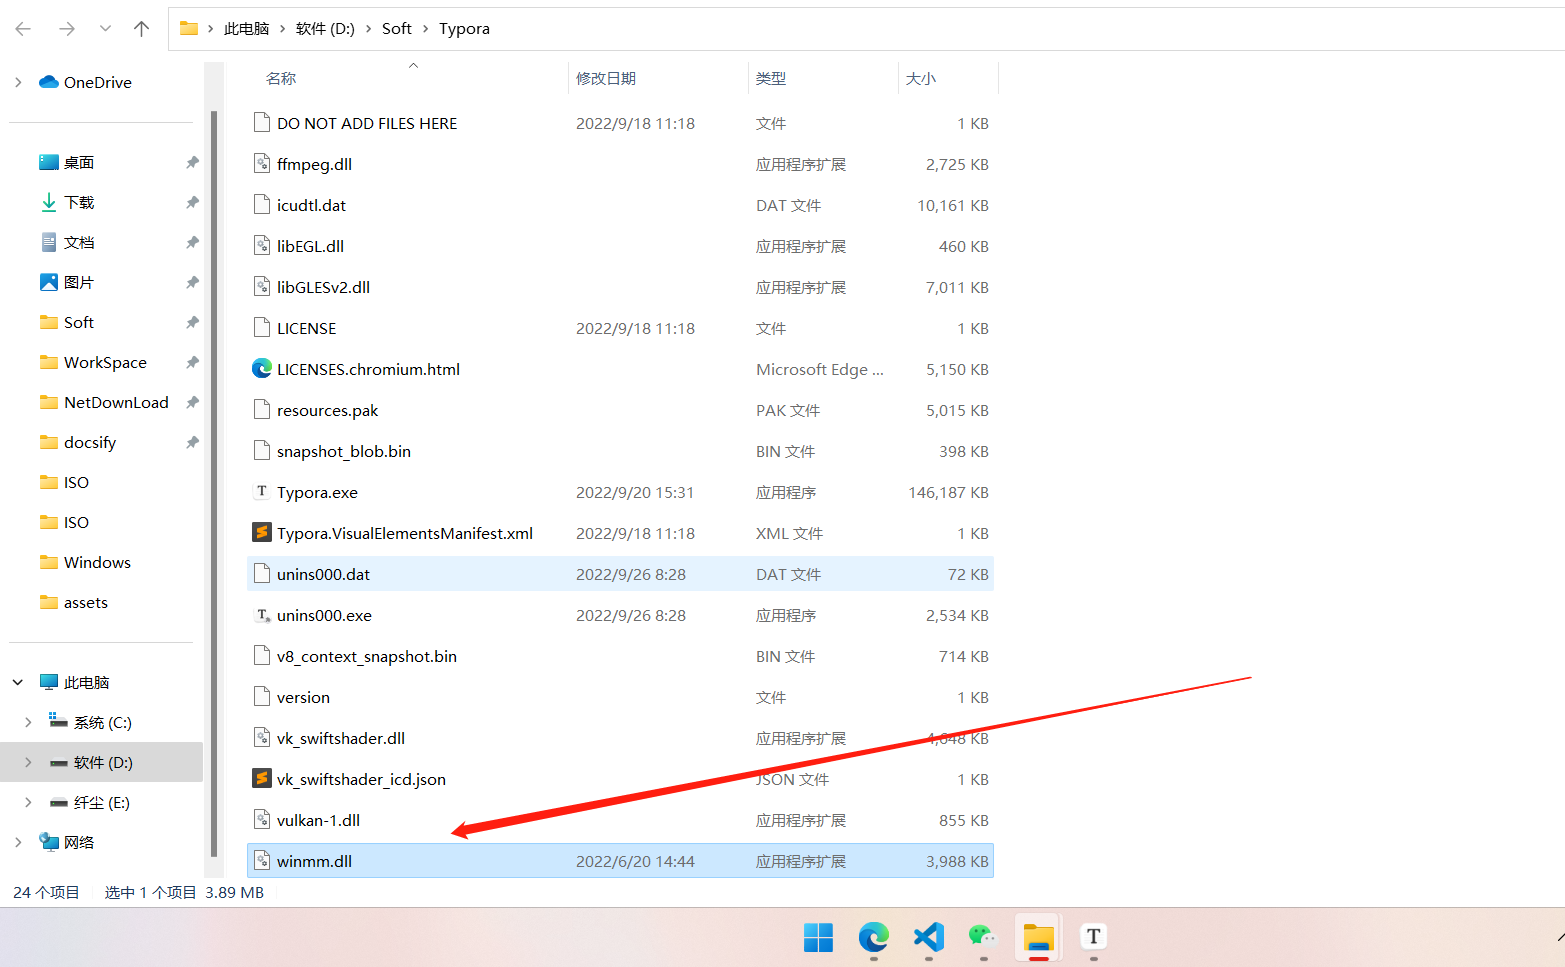 此电脑 › 软件 (D:) › Soft › Typora
OneDrive
桌面
下载
文档
图片
Soft
WorkSpace
NetDownLoad
docsify
ISO
ISO
Windows
assets
此电脑
系统 (C:)
软件 (D:)
纤尘 (E:)
网络
名称 修改日期 类型 大小
DO NOT ADD FILES HERE 2022/9/18 11:18 文件 1 KB
ffmpeg.dll 应用程序扩展 2,725 KB
icudtl.dat DAT 文件 10,161 KB
libEGL.dll 应用程序扩展 460 KB
libGLESv2.dll 应用程序扩展 7,011 KB
LICENSE 2022/9/18 11:18 文件 1 KB
LICENSES.chromium.html Microsoft Edge ... 5,150 KB
resources.pak PAK 文件 5,015 KB
snapshot_blob.bin BIN 文件 398 KB
Typora.exe 2022/9/20 15:31 应用程序 146,187 KB
Typora.VisualElementsManifest.xml 2022/9/18 11:18 XML 文件 1 KB
unins000.dat 2022/9/26 8:28 DAT 文件 72 KB
unins000.exe 2022/9/26 8:28 应用程序 2,534 KB
v8_context_snapshot.bin BIN 文件 714 KB
version 文件 1 KB
vk_swiftshader.dll 应用程序扩展 4,648 KB
vk_swiftshader_icd.json JSON 文件 1 KB
vulkan-1.dll 应用程序扩展 855 KB
winmm.dll 2022/6/20 14:44 应用程序扩展 3,988 KB
24 个项目 选中 1 个项目 3.89 MB
T